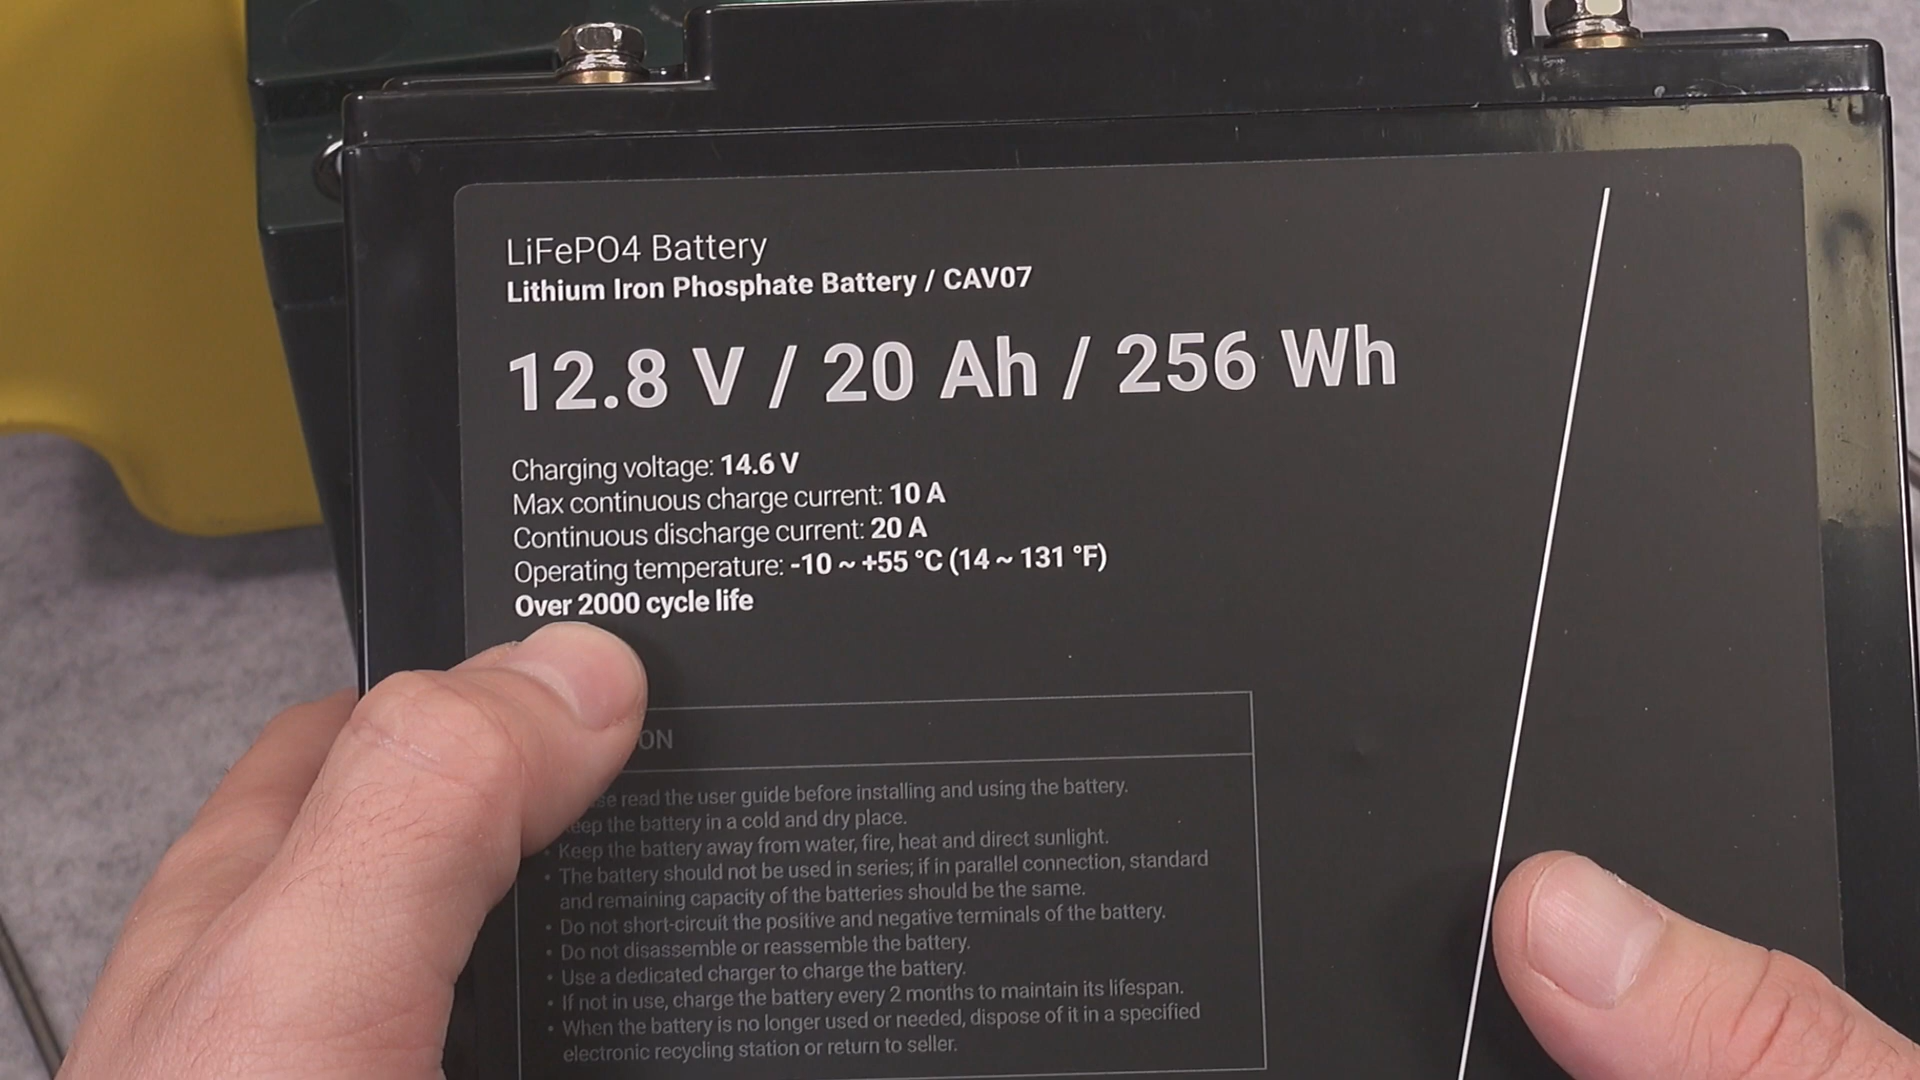 LiFePO4 Battery
Lithium Iron Phosphate Battery / CAV07
12.8 V / 20 Ah / 256 Wh
Charging voltage: 14.6 V
Max continuous charge current: 10 A
Continuous discharge current: 20 A
Operating temperature: -10 ~ +55 °C (14 ~ 131 °F)
Over 2000 cycle life
read the user guide before installing and using the battery.
the battery in a cold and dry place.
• Keep the battery away from water, fire, heat and direct sunlight.
• The battery should not be used in series; if in parallel connection, standard
and remaining capacity of the batteries should be the same.
• Do not short-circuit the positive and negative terminals of the battery.
• Do not disassemble or reassemble the battery.
• Use a dedicated charger to charge the battery.
• If not in use, charge the battery every 2 months to maintain its lifespan.
• When the battery is no longer used or needed, dispose of it in a specified
electronic recycling station or return to seller.